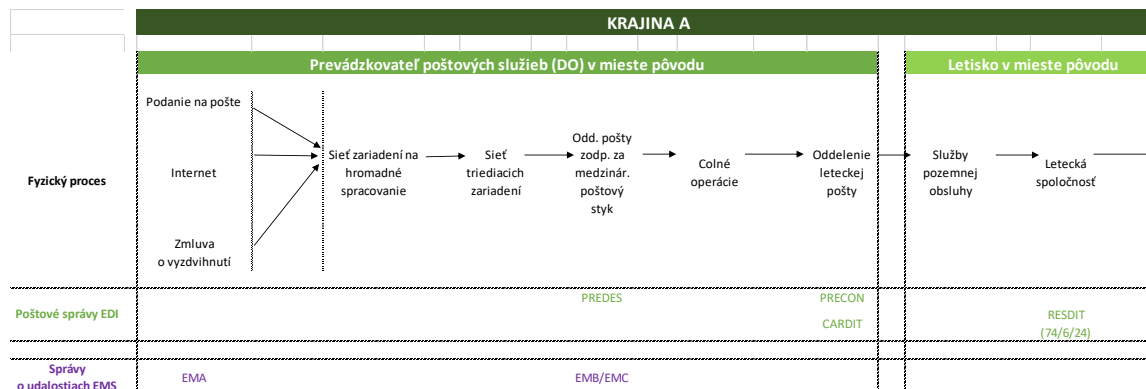 KRAJINA A
Prevádzkovateľ poštových služieb (DO) v mieste pôvodu
Letisko v mieste pôvodu
Fyzický proces
Podanie na pošte
Internet
Zmluva
o vyzdvihnutí
Sieť zariadení na
hromadné
spracovanie
Sieť
triediacich
zariadení
Odd. pošty
zodp. za
medzinár.
poštový
styk
Colné
operácie
Oddelenie
leteckej
pošty
Služby
pozemnej
obsluhy
Letecká
spoločnosť
Poštové správy EDI
PREDES
PRECON
CARDIT
RESDIT
(74/6/24)
Správy
o udalostiach EMS
EMA
EMB/EMC